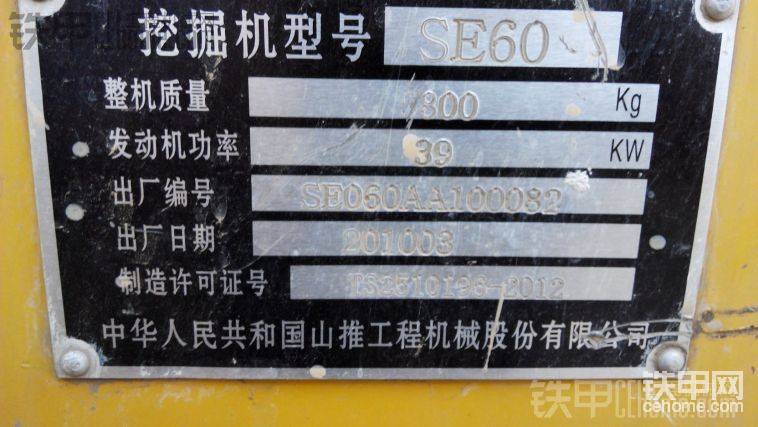 挖掘机型号 SE60
整机质量 Kg
发动机功率 39 KW
出厂编号 SE060AA100082
出厂日期 201003
制造许可证号
中华人民共和国山推工程机械股份有限公司
铁甲网
cehome.com